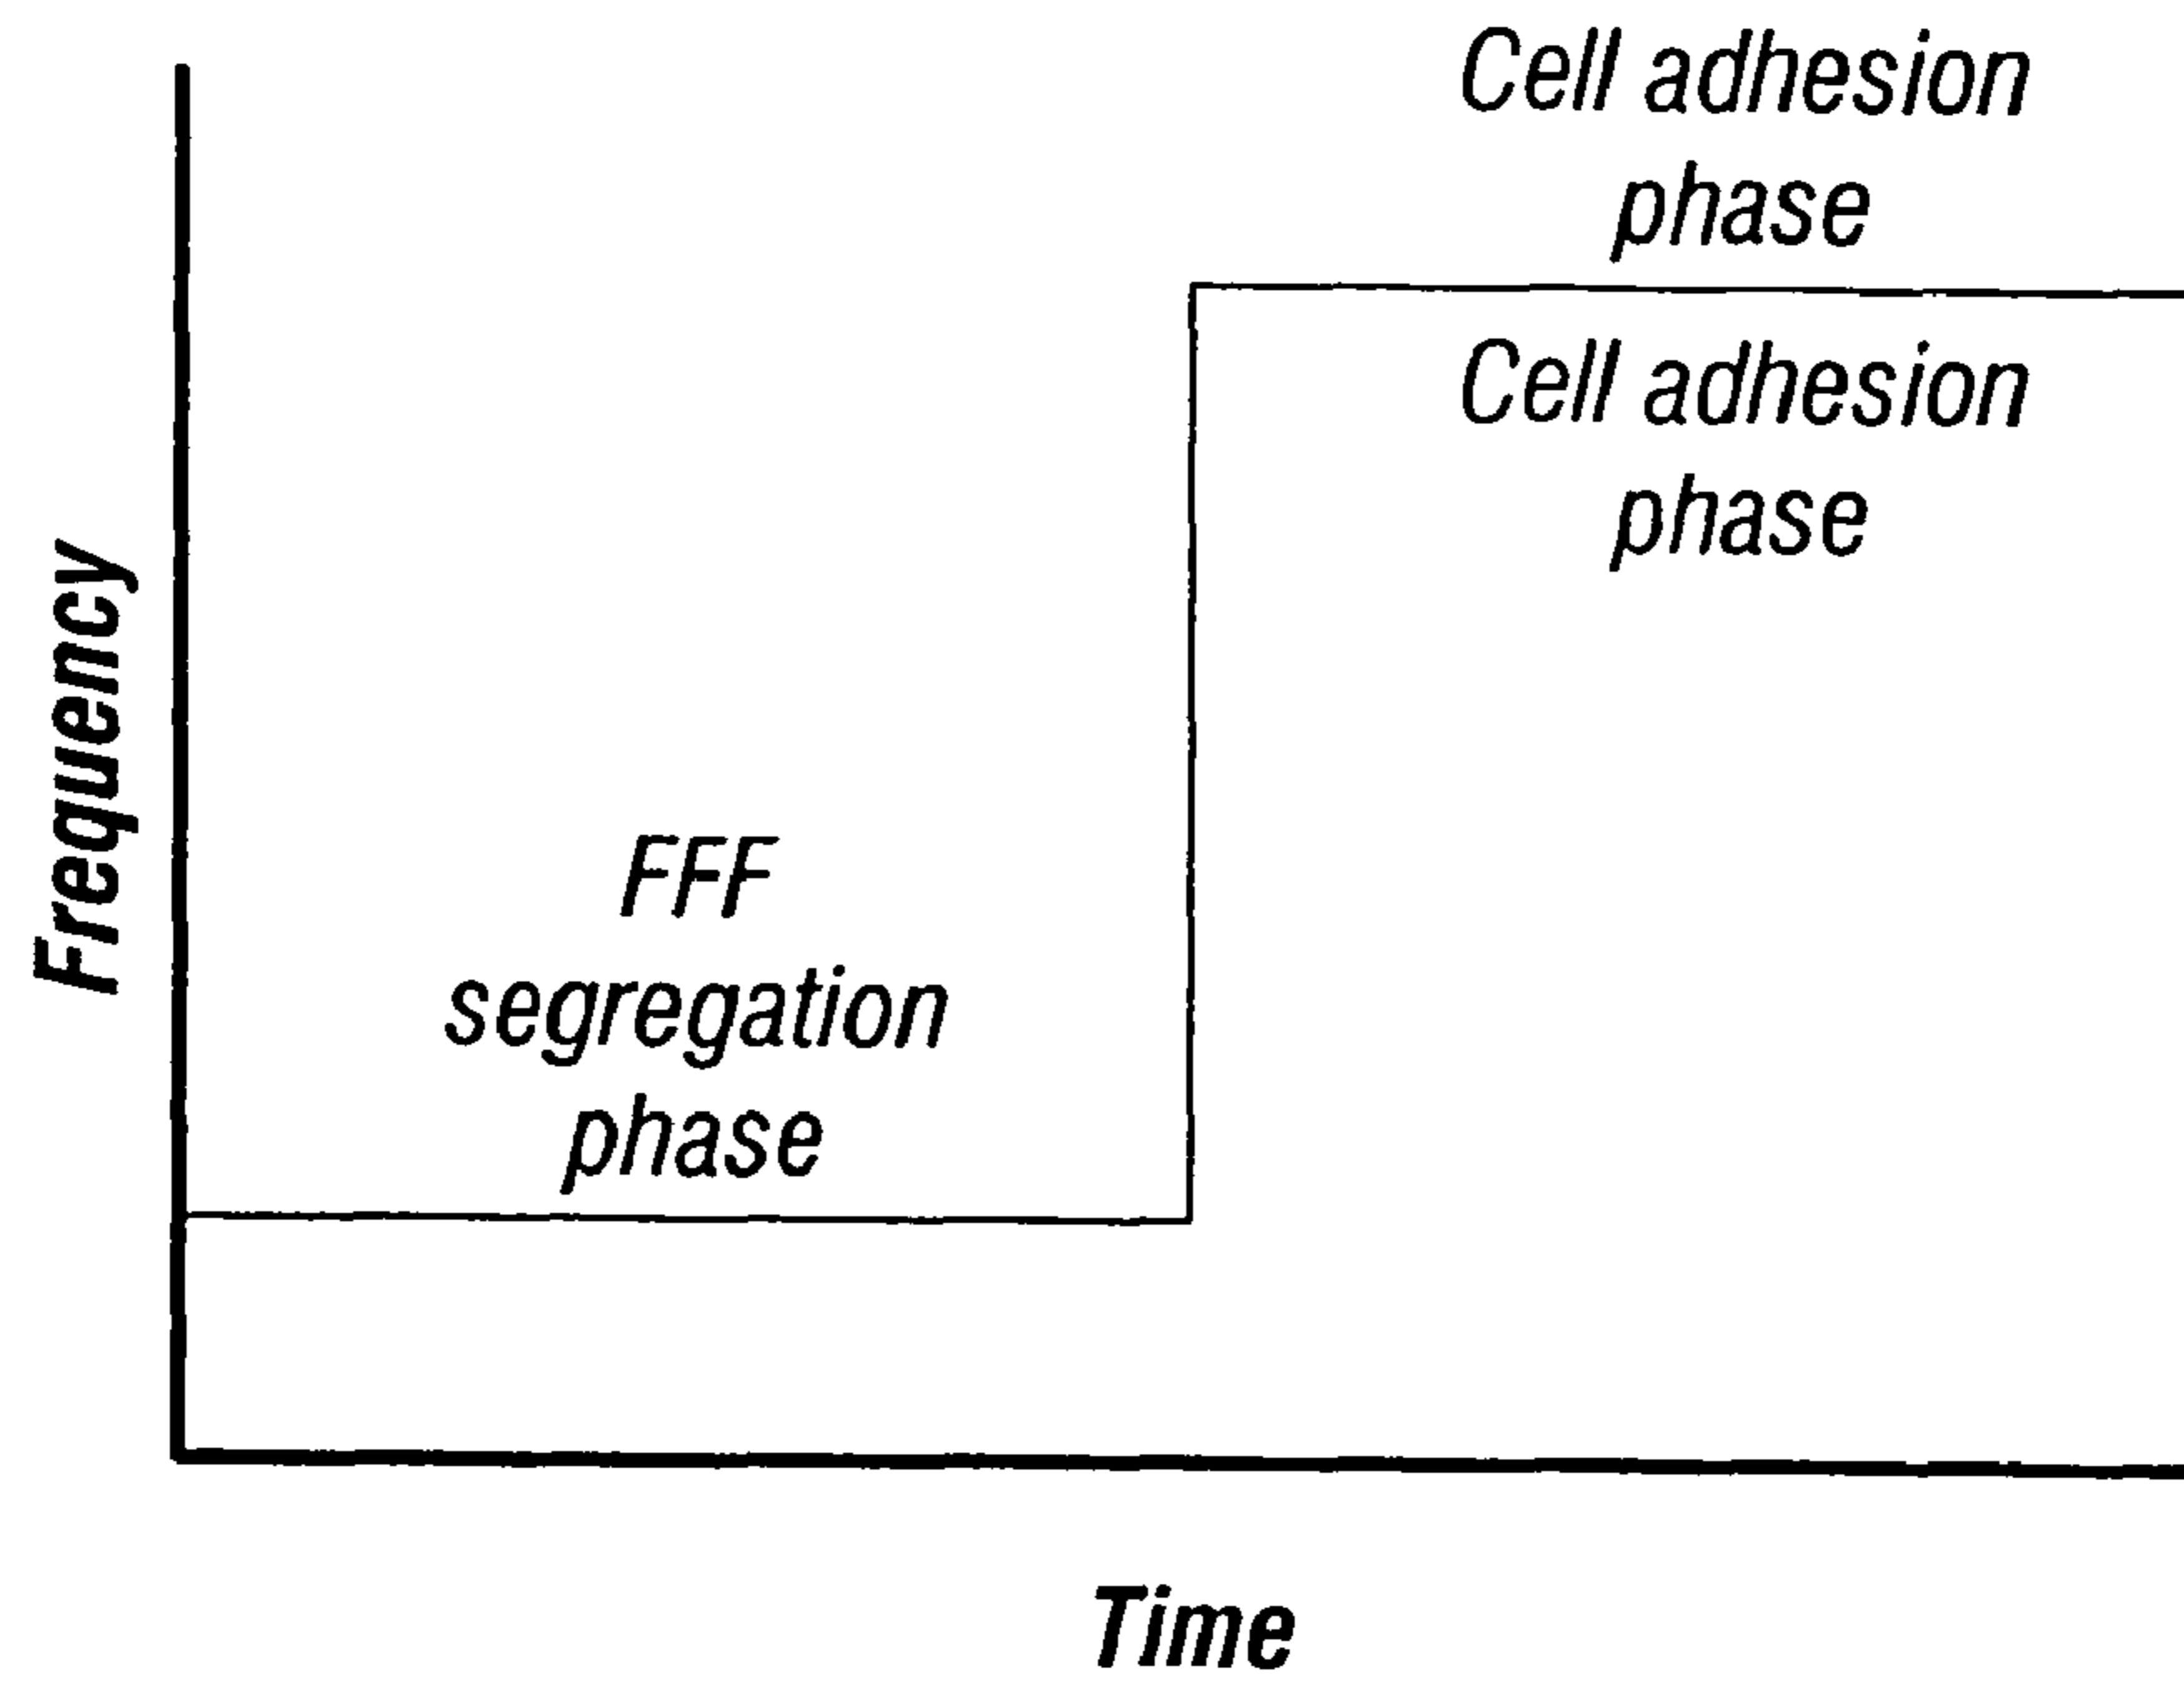 Cell adhesion
phase
Cell adhesion
phase
Frequency
FFF
segregation
phase
Time